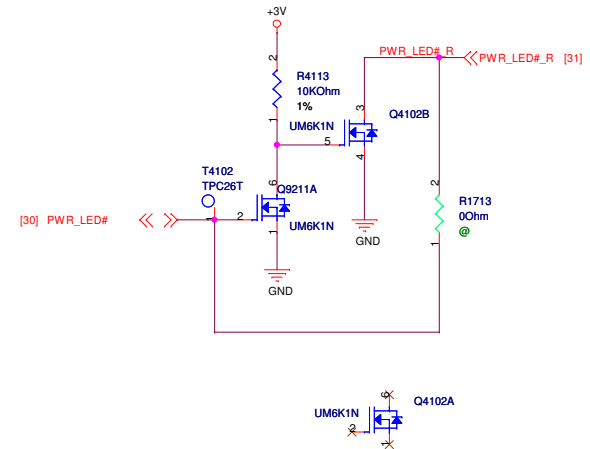 +3V
PWR_LED#_R
PWR_LED#_R [31]
2
R4113
10KOhm
1%
1
3
Q4102B
UM6K1N
5
4
T4102
TPC26T
6
Q9211A
2
R1713
0Ohm
@
[30] PWR_LED#
1
2
UM6K1N
1
GND
1
GND
6
Q4102A
UM6K1N
2
1